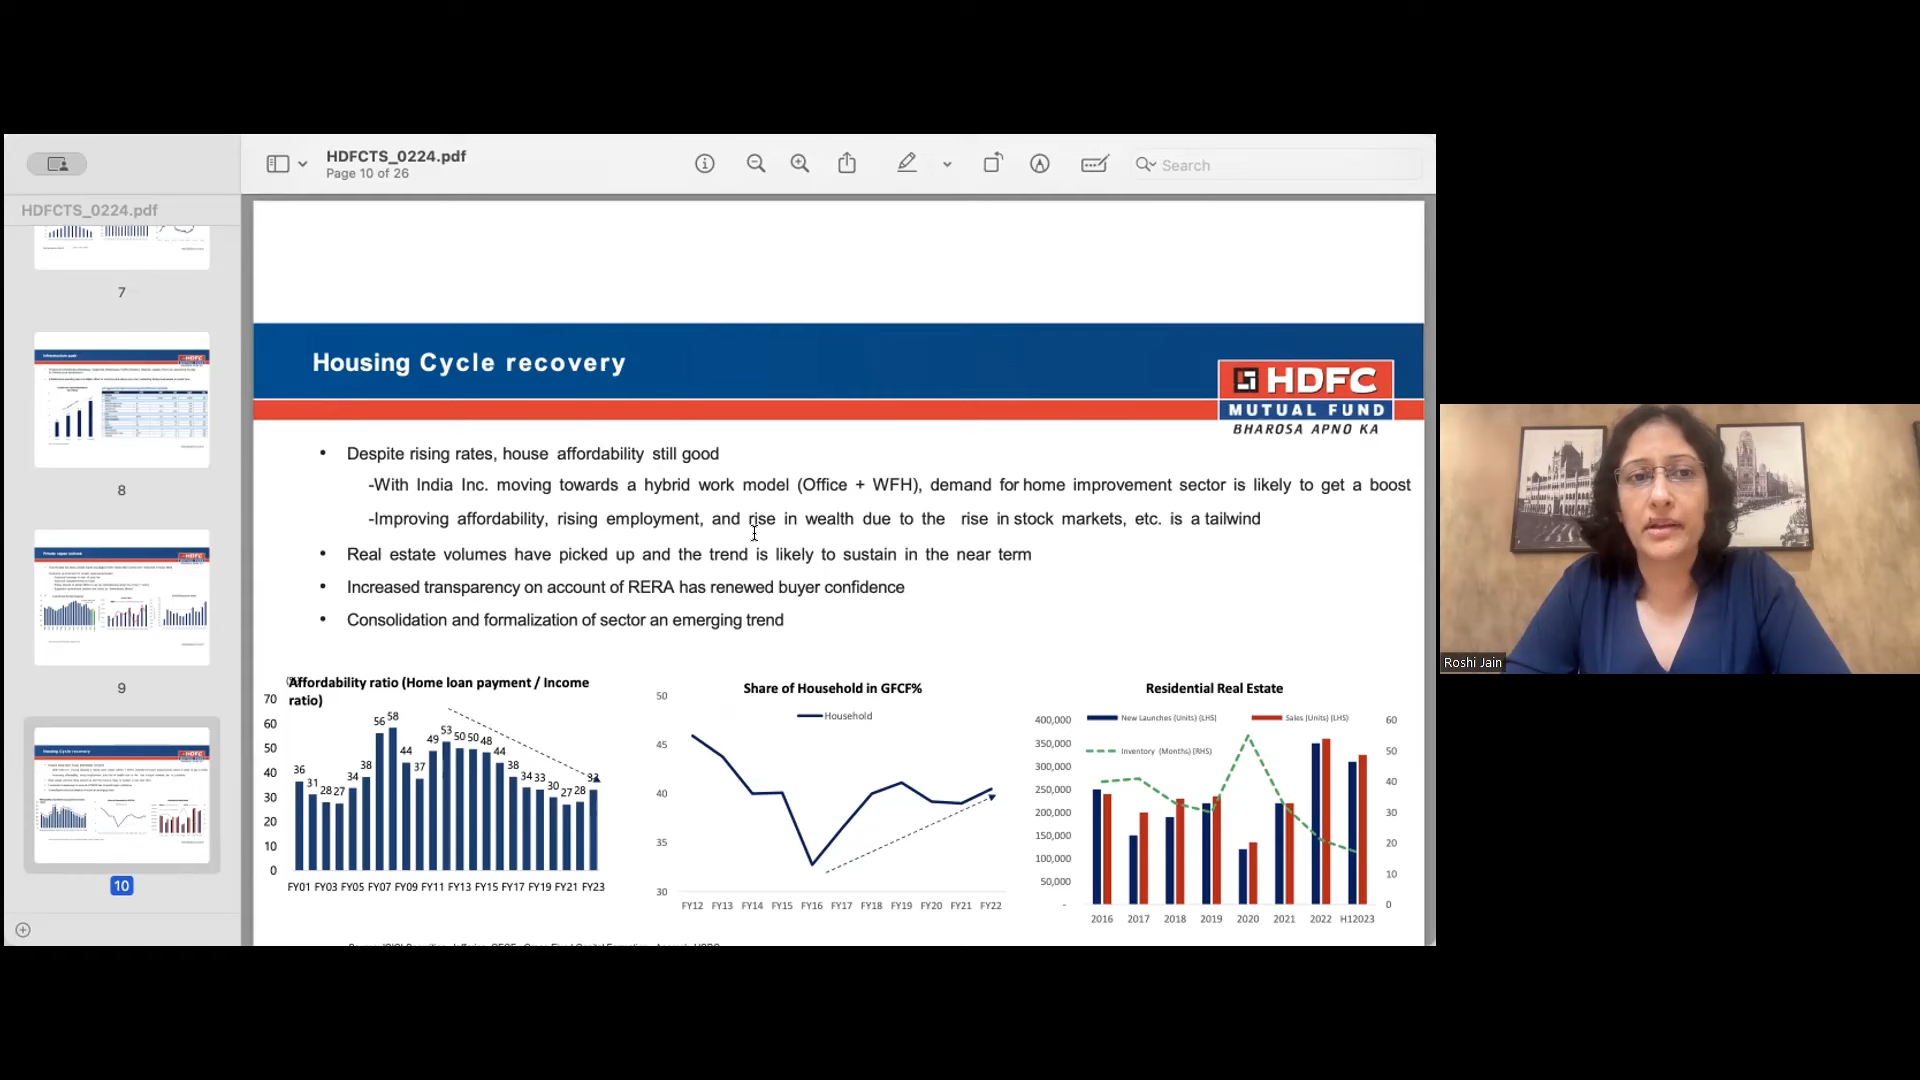 HDFCTS_0224.pdf
Page 10 of 26
Search
HDFCTS_0224.pdf
7
8
9
10
Housing Cycle recovery
HDFC
MUTUAL FUND
BHAROSA APNO KA
• Despite rising rates, house affordability still good
-With India Inc. moving towards a hybrid work model (Office + WFH), demand for home improvement sector is likely to get a boost
-Improving affordability, rising employment, and rise in wealth due to the rise in stock markets, etc. is a tailwind
• Real estate volumes have picked up and the trend is likely to sustain in the near term
• Increased transparency on account of RERA has renewed buyer confidence
• Consolidation and formalization of sector an emerging trend
Affordability ratio (Home loan payment / Income
ratio)
70
60
50
40
30
20
10
0
36 31 28 27 34 38 56 58 44 37 49 53 50 50 48 44 38 34 33 30 27 28 33
FY01 FY03 FY05 FY07 FY09 FY11 FY13 FY15 FY17 FY19 FY21 FY23
Share of Household in GFCF%
Household
50
45
40
35
30
FY12 FY13 FY14 FY15 FY16 FY17 FY18 FY19 FY20 FY21 FY22
Residential Real Estate
New Launches (Units) (LHS) Sales (Units) (LHS)
Inventory (Months) (RHS)
400,000
350,000
300,000
250,000
200,000
150,000
100,000
50,000
-
60
50
40
30
20
10
0
2016 2017 2018 2019 2020 2021 2022 H12023
Roshi Jain